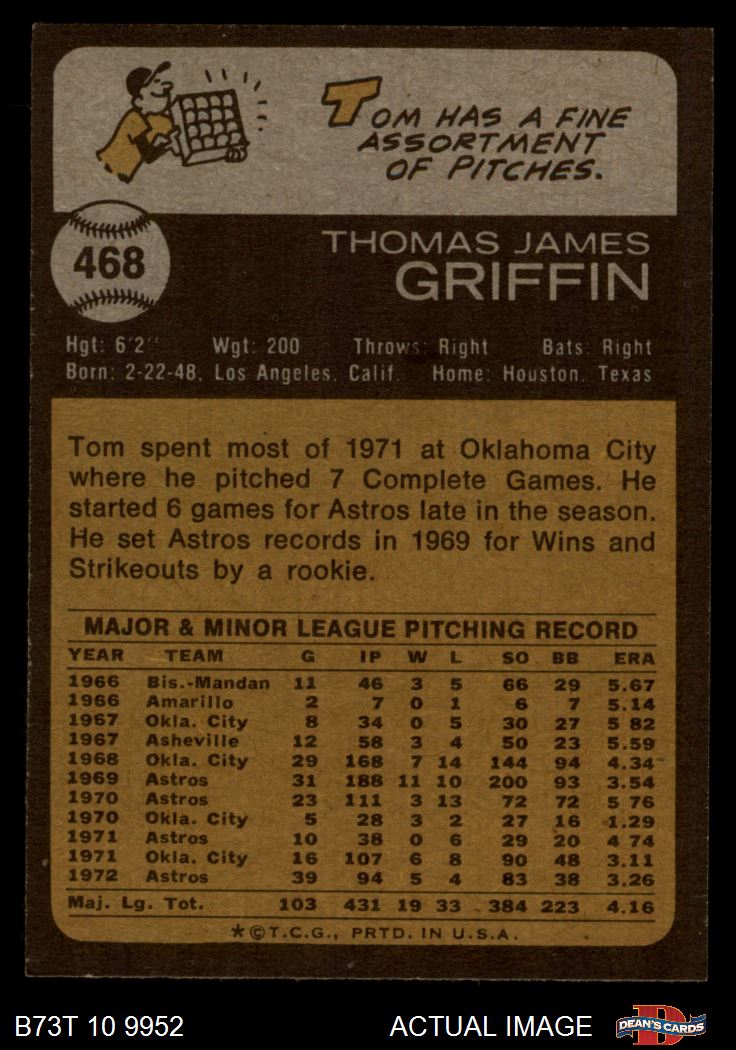 TOM HAS A FINE
ASSORTMENT
OF PITCHES.
468
THOMAS JAMES
GRIFFIN
Hgt: 6'2" Wgt: 200 Throws: Right Bats: Right
Born: 2-22-48, Los Angeles, Calif. Home: Houston, Texas
Tom spent most of 1971 at Oklahoma City
where he pitched 7 Complete Games. He
started 6 games for Astros late in the season.
He set Astros records in 1969 for Wins and
Strikeouts by a rookie.
MAJOR & MINOR LEAGUE PITCHING RECORD
YEAR TEAM G IP W L SO BB ERA
1966 Bis.-Mandan 11 46 3 5 66 29 5.67
1966 Amarillo 2 7 0 1 6 7 5.14
1967 Okla. City 8 34 0 5 30 27 5 82
1967 Asheville 12 58 3 4 50 23 5.59
1968 Okla. City 29 168 7 14 144 94 4.34
1969 Astros 31 188 11 10 200 93 3.54
1970 Astros 23 111 3 13 72 72 5 76
1970 Okla. City 5 28 3 2 27 16 1.29
1971 Astros 10 38 0 6 29 20 4 74
1971 Okla. City 16 107 6 8 90 48 3.11
1972 Astros 39 94 5 4 83 38 3.26
Maj. Lg. Tot. 103 431 19 33 384 223 4.16
*©T.C.G., PRTD. IN U.S.A.
B73T 10 9952 ACTUAL IMAGE DEAN'S CARDS